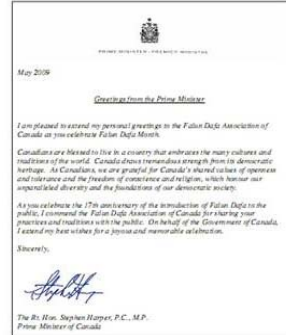 PRIME MINISTER - PREMIER MINISTRE
May 2009
Greetings from the Prime Minister
I am pleased to extend my personal greetings to the Falun Dafa Association of
Canada as you celebrate Falun Dafa Month.
Canadians are blessed to live in a country that embraces the many cultures and
traditions of the world. Canada draws tremendous strength from its democratic
heritage. As Canadians, we are grateful for Canada's shared values of openness
and tolerance and the freedom of conscience and religion, which honour our
unparalleled diversity and the foundations of our democratic society.
As you celebrate the 17th anniversary of the introduction of Falun Dafa to the
public, I commend the Falun Dafa Association of Canada for sharing your
practices and traditions with the public. On behalf of the Government of Canada,
I extend my best wishes for a joyous and memorable celebration.
Sincerely,
The Rt. Hon. Stephen Harper, P.C., M.P.
Prime Minister of Canada